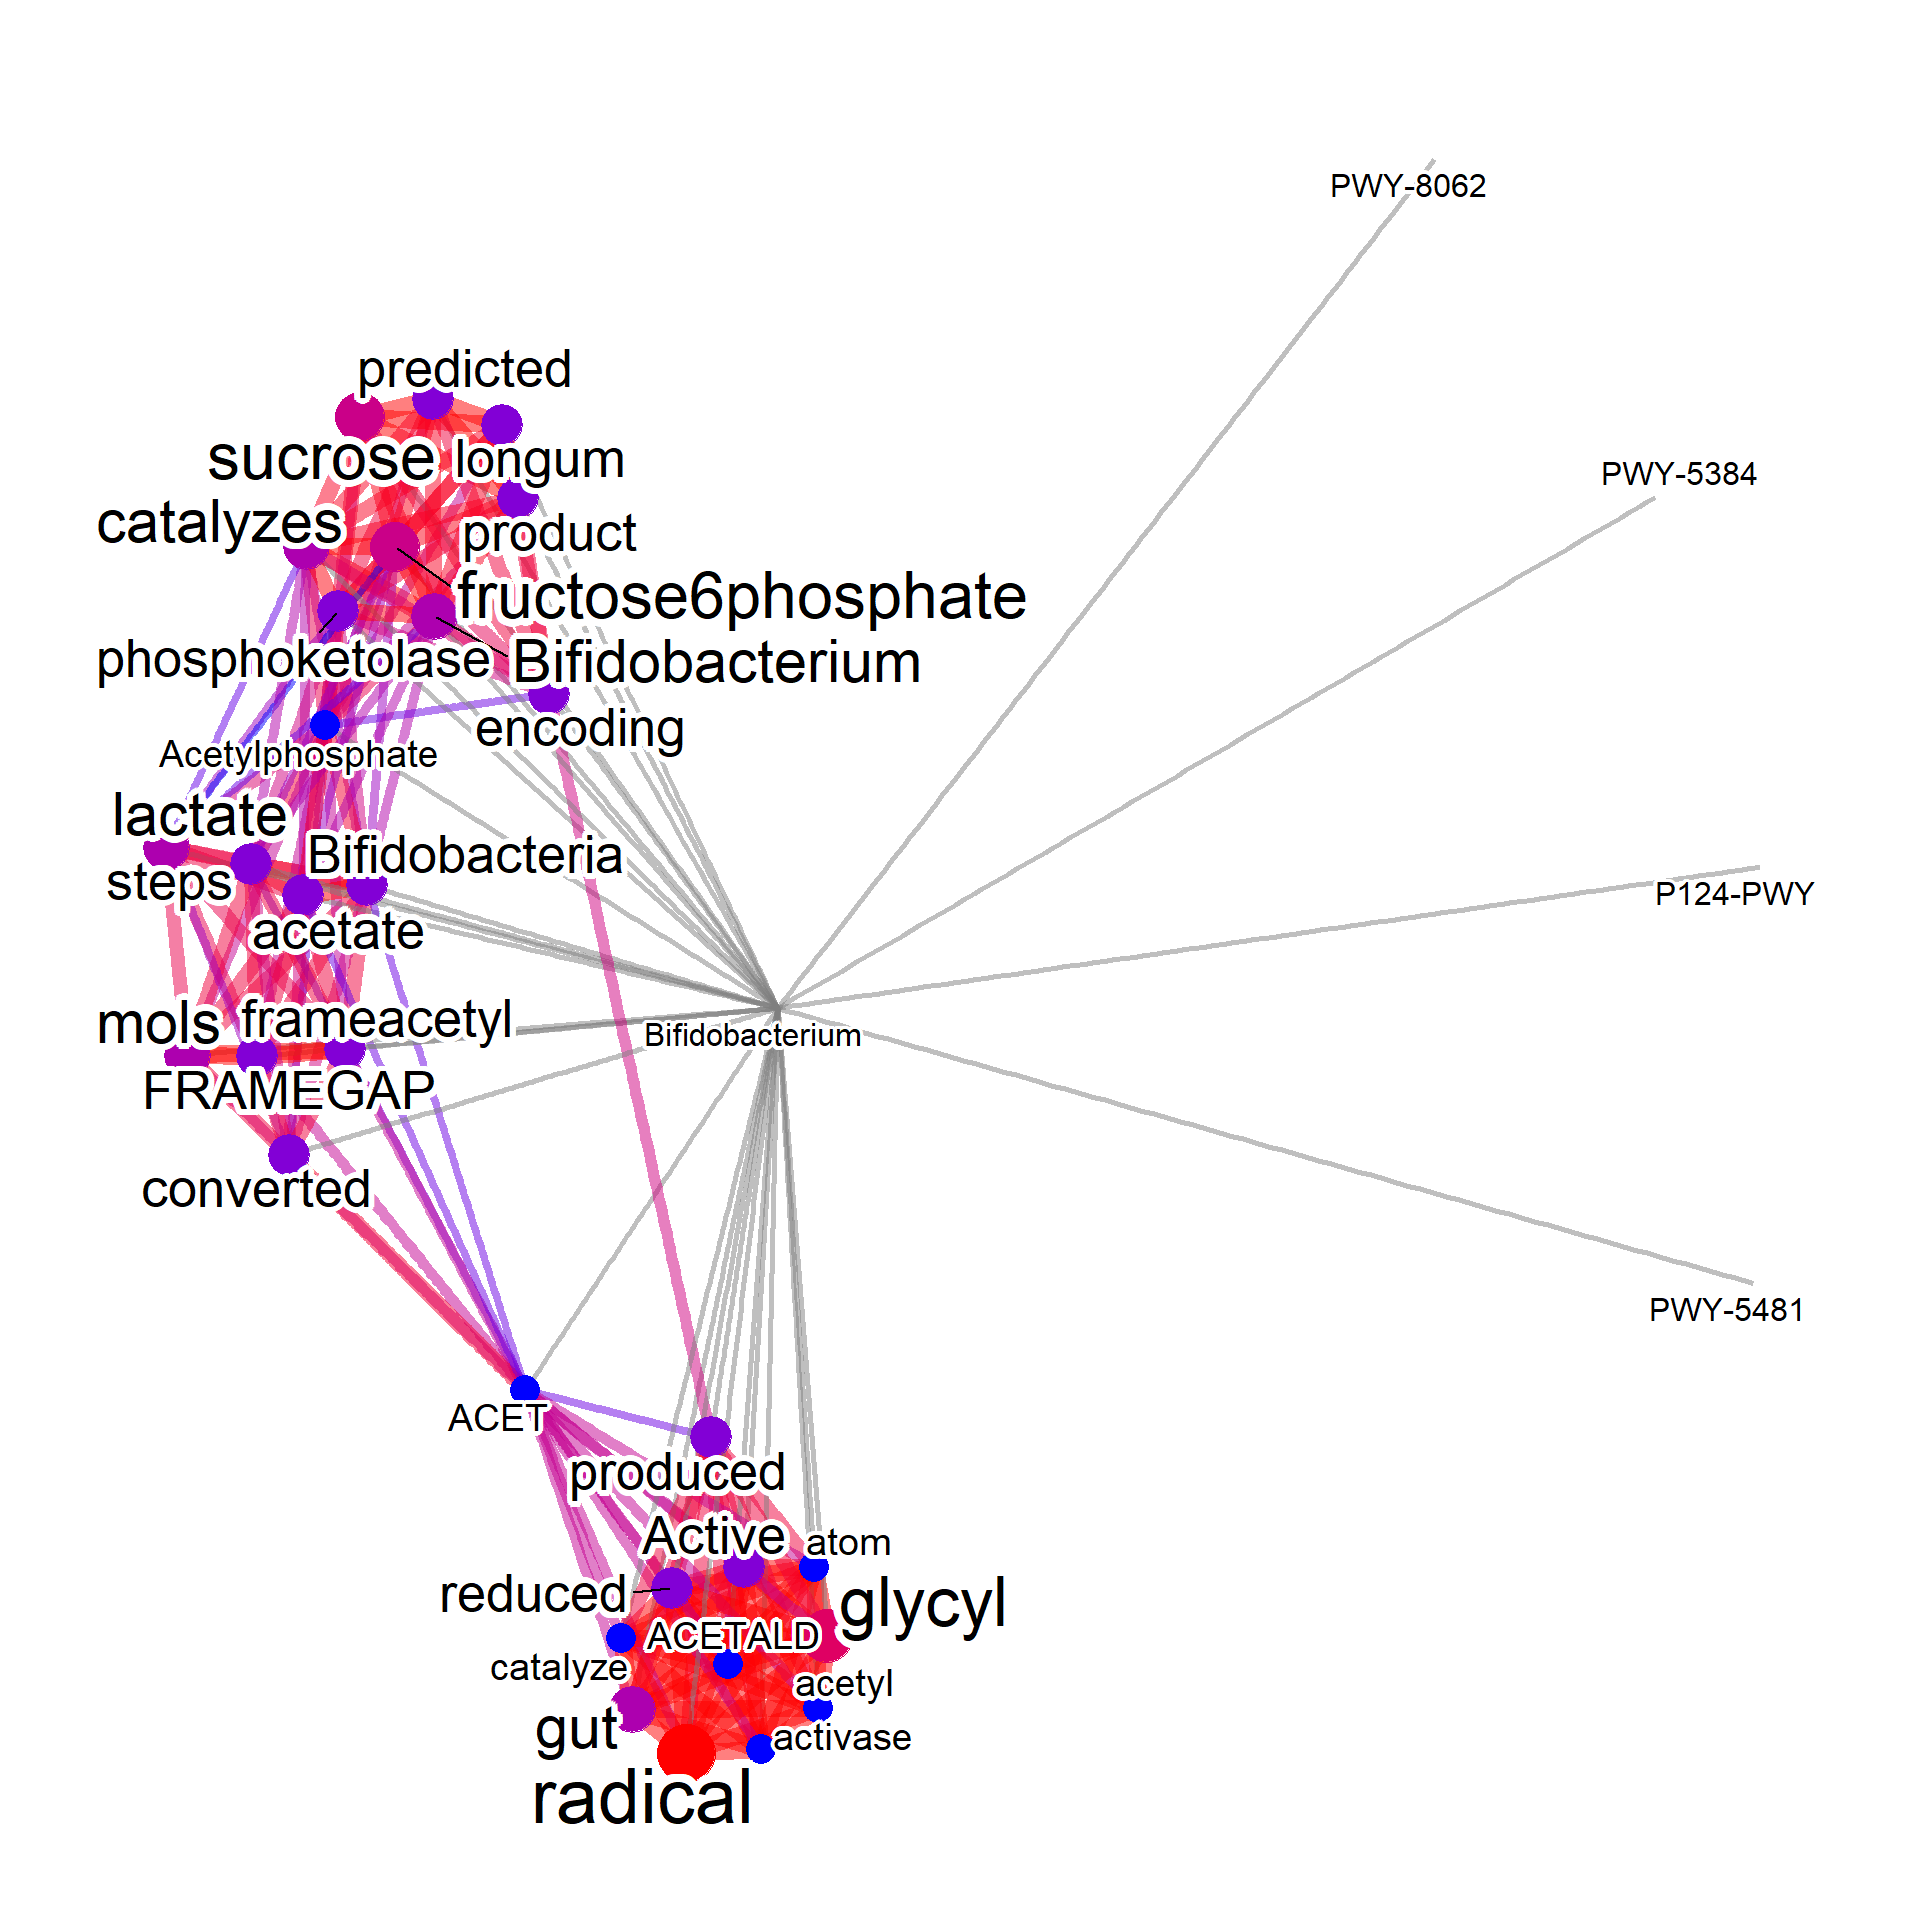 PWY-8062
predicted
sucrose
longum
PWY-5384
catalyzes
product
fructose6phosphate
phosphoketolase
Bifidobacterium
encoding
Acetylphosphate
lactate
Bifidobacteria
steps
P124-PWY
acetate
mols
frameacetyl
Bifidobacterium
FRAMEGAP
converted
PWY-5481
ACET
produced
Active
atom
reduced
glycyl
ACETALD
catalyze
acetyl
gut
activase
radical